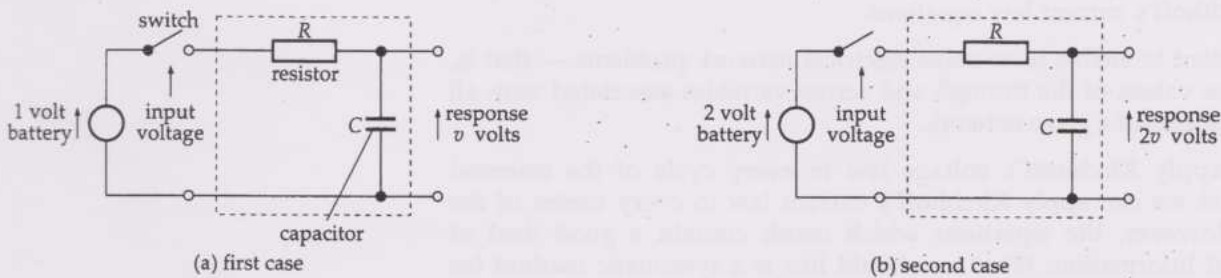 switch
R
resistor
1 volt
battery
input
voltage
C
response
v volts
capacitor
(a) first case
R
2 volt
battery
input
voltage
C
response
2v volts
(b) second case